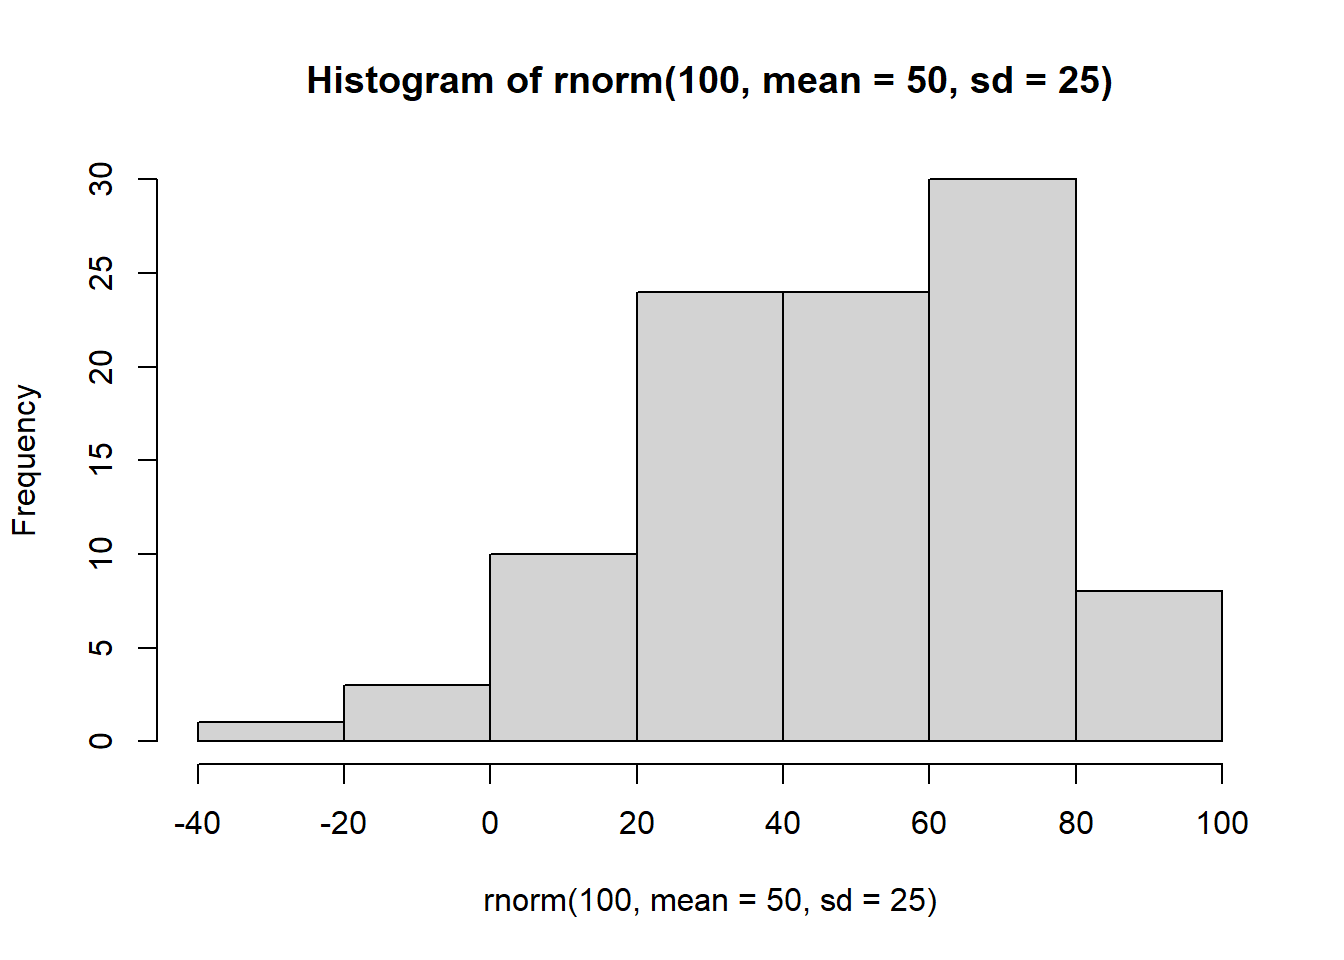 Histogram of rnorm(100, mean = 50, sd = 25)
Frequency
30
25
20
15
10
5
0
-40 -20 0 20 40 60 80 100
rnorm(100, mean = 50, sd = 25)